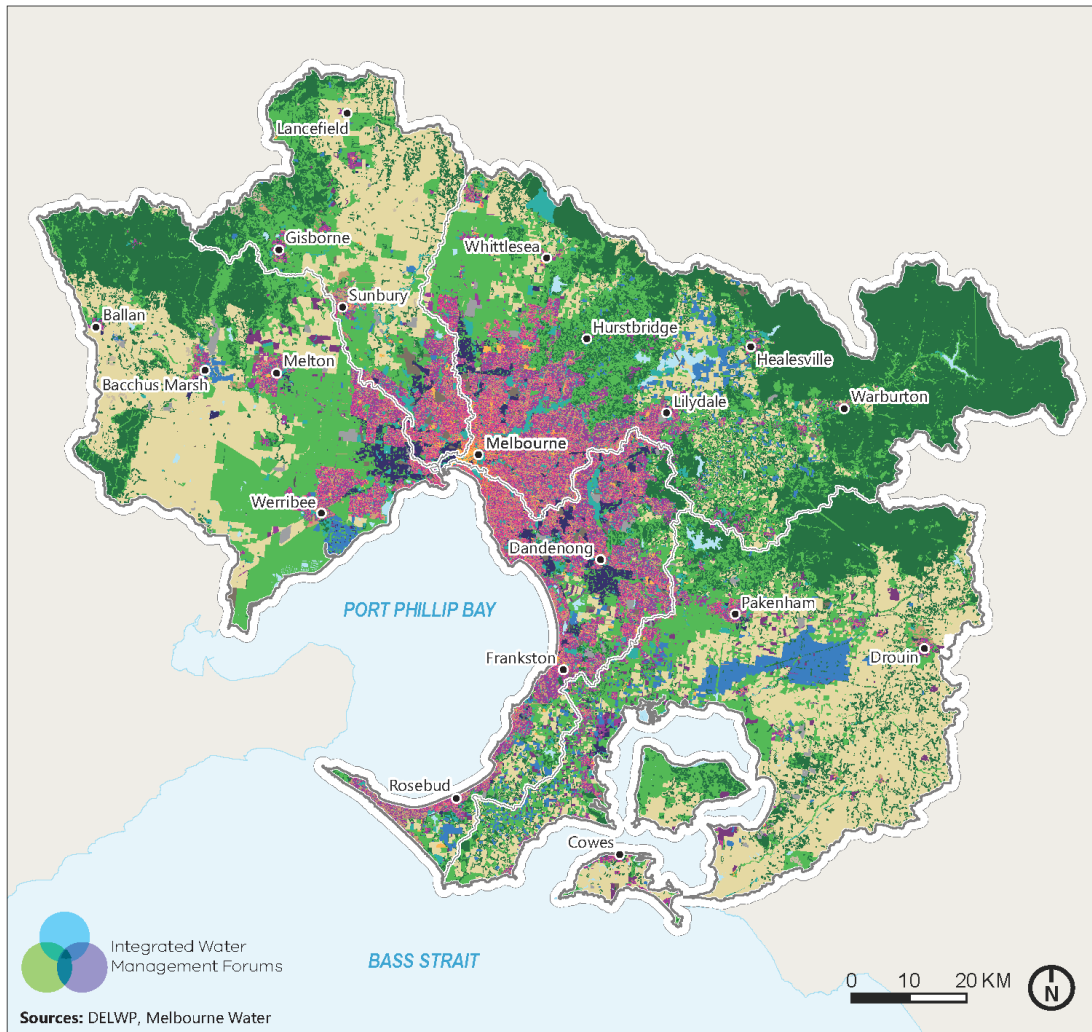 Lancefield
Gisborne
Whittlesea
Sunbury
Ballan
Hurstbridge
Healesville
Melton
Bacchus Marsh
Lilydale
Warburton
Melbourne
Werribee
Dandenong
PORT PHILLIP BAY
Pakenham
Frankston
Drouin
Rosebud
Cowes
Integrated Water
Management Forums
BASS STRAIT
0 10 20 KM
N
Sources: DELWP, Melbourne Water